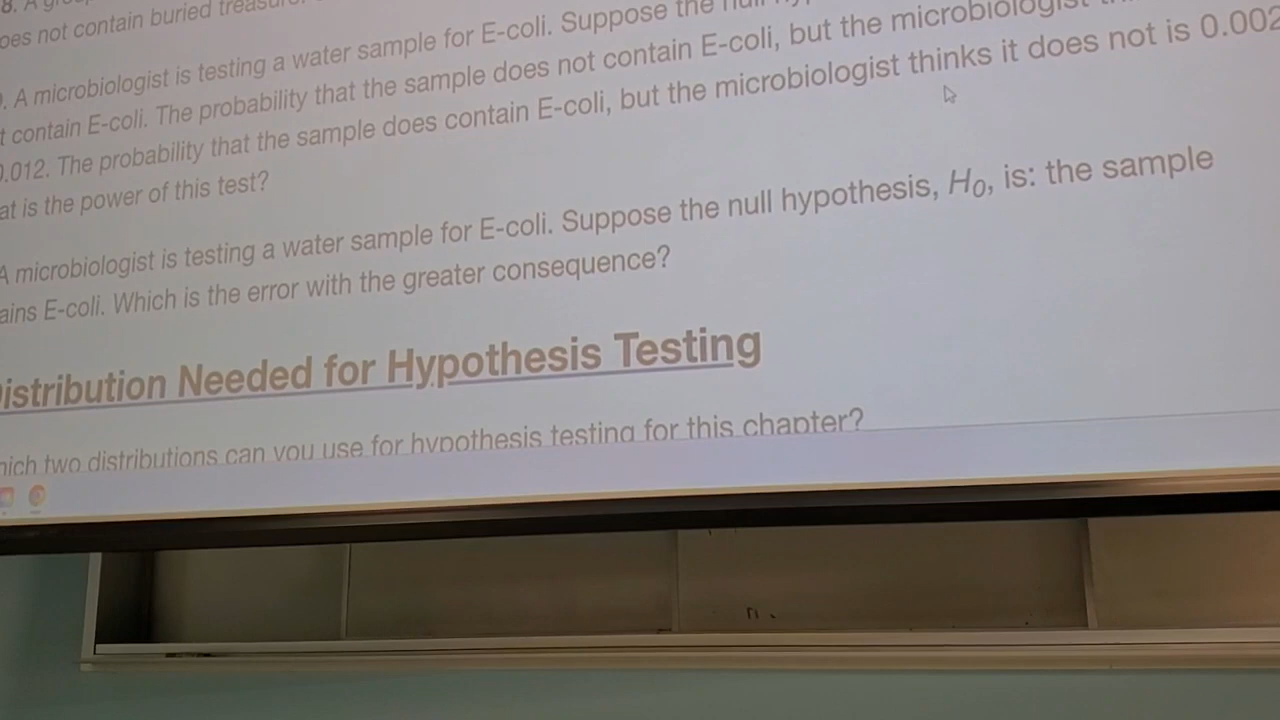 8. A
oes not contain buried
. A microbiologist is testing a water sample for E-coli. Suppose the null
t contain E-coli. The probability that the sample does not contain E-coli, but the microbiologist
0.012. The probability that the sample does contain E-coli, but the microbiologist thinks it does not is 0.002
at is the power of this test?
A microbiologist is testing a water sample for E-coli. Suppose the null hypothesis, H0, is: the sample
ains E-coli. Which is the error with the greater consequence?
istribution Needed for Hypothesis Testing
hich two distributions can you use for hypothesis testing for this chapter?